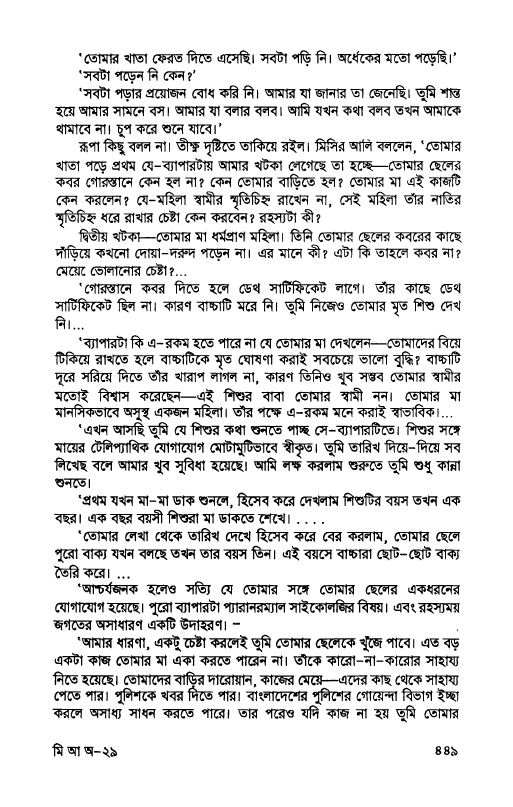 ‘তোমার খাতা ফেরত দিতে এসেছি। সবটা পড়ি নি। অর্ধেকের মতো পড়েছি।’
‘সবটা পড়েন নি কেন?’
‘সবটা পড়ার প্রয়োজন বোধ করি নি। আমার যা জানার তা জেনেছি। তুমি শান্ত
হয়ে আমার সামনে বস। আমার যা বলার বলব। আমি যখন কথা বলব তখন আমাকে
থামাবে না। চুপ করে শুনে যাবে।’
রূপা কিছু বলল না। তীক্ষ্ণ দৃষ্টিতে তাকিয়ে রইল। মিসির আলি বললেন, ‘তোমার
খাতা পড়ে প্রথম যে-ব্যাপারটায় আমার খটকা লেগেছে তা হচ্ছে—তোমার ছেলের
কবর গোরস্তানে কেন হল না? কেন তোমার বাড়িতে হল? তোমার মা এই কাজটি
কেন করলেন? যে-মহিলা স্বামীর স্মৃতিচিহ্ন রাখেন না, সেই মহিলা তাঁর নাতির
স্মৃতিচিহ্ন ধরে রাখার চেষ্টা কেন করবেন? রহস্যটা কী?
দ্বিতীয় খটকা—তোমার মা ধর্মপ্রাণ মহিলা। তিনি তোমার ছেলের কবরের কাছে
দাঁড়িয়ে কখনো দোয়া-দরুদ পড়েন না। এর মানে কী? এটা কি তাহলে কবর না?
মেয়েে ভোলানোর চেষ্টা?...
‘গোরস্তানে কবর দিতে হলে ডেথ সার্টিফিকেট লাগে। তাঁর কাছে ডেথ
সার্টিফিকেট ছিল না। কারণ বাচ্চাটি মরে নি। তুমি নিজেও তোমার মৃত শিশু দেখ
নি।...
‘ব্যাপারটা কি এ-রকম হতে পারে না যে তোমার মা দেখলেন—তোমাদের বিয়ে
টিকিয়ে রাখতে হলে বাচ্চাটিকে মৃত ঘোষণা করাই সবচেয়ে ভালো বুদ্ধি? বাচ্চাটি
দূরে সরিয়ে দিতে তাঁর খারাপ লাগল না, কারণ তিনিও খুব সম্ভব তোমার স্বামীর
মতোই বিশ্বাস করেছেন—এই শিশুর বাবা তোমার স্বামী নন। তোমার মা
মানসিকভাবে অসুস্থ একজন মহিলা। তাঁর পক্ষে এ-রকম মনে করাই স্বাভাবিক।...
‘এখন আসছি তুমি যে শিশুর কথা শুনতে পাচ্ছ সে-ব্যাপারটিতে। শিশুর সঙ্গে
মায়ের টেলিপ্যাথিক যোগাযোগ মোটামুটিভাবে স্বীকৃত। তুমি তারিখ দিয়ে-দিয়ে সব
লিখেছ বলে আমার খুব সুবিধা হয়েছে। আমি লক্ষ করলাম শুরুতে তুমি শুধু কান্না
শুনতে।
‘প্রথম যখন মা-মা ডাক শুনলে, হিসেব করে দেখলাম শিশুটির বয়স তখন এক
বছর। এক বছর বয়সী শিশুরা মা ডাকতে শেখে। . . . .
‘তোমার লেখা থেকে তারিখ দেখে হিসেব করে বের করলাম, তোমার ছেলে
পুরো বাক্য যখন বলছে তখন তার বয়স তিন। এই বয়সে বাচ্চারা ছোট-ছোট বাক্য
তৈরি করে। ...
‘আশ্চর্যজনক হলেও সত্যি যে তোমার সঙ্গে তোমার ছেলের একধরনের
যোগাযোগ হয়েছে। পুরো ব্যাপারটা প্যারানরম্যাল সাইকোলজির বিষয়। এবং রহস্যময়
জগতের অসাধারণ একটি উদাহরণ।
‘আমার ধারণা, একটু চেষ্টা করলেই তুমি তোমার ছেলেকে খুঁজে পাবে। এত বড়
একটা কাজ তোমার মা একা করতে পারেন না। তাঁকে কারো-না-কারোর সাহায্য
নিতে হয়েছে। তোমাদের বাড়ির দারোয়ান, কাজের মেয়ে—এদের কাছ থেকে সাহায্য
পেতে পার। পুলিশকে খবর দিতে পার। বাংলাদেশের পুলিশের গোয়েন্দা বিভাগ ইচ্ছা
করলে অসাধ্য সাধন করতে পারে। তার পরেও যদি কাজ না হয় তুমি তোমার
মি আ অ-২৯
৪৪৯